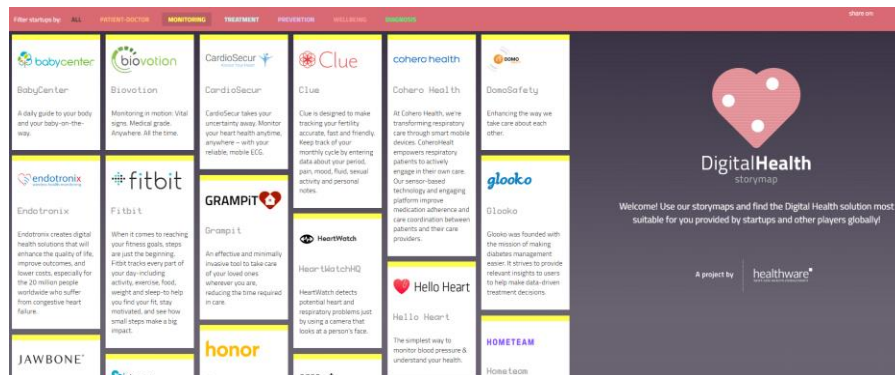 Filter startups by: ALL PATIENT-DOCTOR MONITORING TREATMENT PREVENTION WELLBEING DIAGNOSIS
share on:
babycenter
BabyCenter
A daily guide to your body
and your baby-on-the-
way.
endotronix
Endotronix
Endotronix creates digital
health solutions that will
enhance the quality of life,
improve outcomes, and
lower costs, especially for
the 20 million people
worldwide who suffer
from congestive heart
failure.
JAWBONE
biovotion
Biovotion
Monitoring in motion: Vital
Signs. Medical grade.
Anywhere. All the time.
fitbit
Fitbit
When it comes to reaching
your fitness goals, steps
are just the beginning.
Fitbit tracks every part of
your day-including
activity, exercise, food,
weight and sleep-to help
you find your fit, stay
motivated, and see how
small steps make a big
impact.
CardioSecur
CardioSecur
CardioSecur takes your
uncertainty away. Monitor
your heart health anytime,
anywhere – with your
reliable, mobile ECG.
GRAMPiT
Grampit
An effective and minimally
invasive tool to take care
of your loved ones
wherever you are,
reducing the time required
in care.
honor
Clue
Clue
Clue is designed to make
tracking your fertility
accurate, fast and friendly.
Keep track of your
monthly cycle by entering
data about your period,
pain, mood, fluid, sexual
activity and personal
notes.
HeartWatch
HeartWatchHQ
HeartWatch detects
potential heart and
respiratory problems just
by using a camera that
looks at a person's face.
cohero health
Cohero Health
At Cohero Health, we're
transforming respiratory
care through smart mobile
devices. CoheroHealt
empowers respiratory
patients to actively
engage in their own care.
Our sensor-based
technology and engaging
platform improve
medication adherence and
care coordination between
patients and their care
providers.
Hello Heart
Hello Heart
The simplest way to
monitor blood pressure &
understand your health.
DOMO
DomoSafety
Enhancing the way we
take care about each
other.
glooko
Glooko
Glooko was founded with
the mission of making
diabetes management
easier. It strives to provide
relevant insights to users
to help make data-driven
treatment decisions.
HOMETEAM
Hometeam
DigitalHealth
storymap
Welcome! Use our storymaps and find the Digital Health solution most
suitable for you provided by startups and other players globally!
A project by
healthware